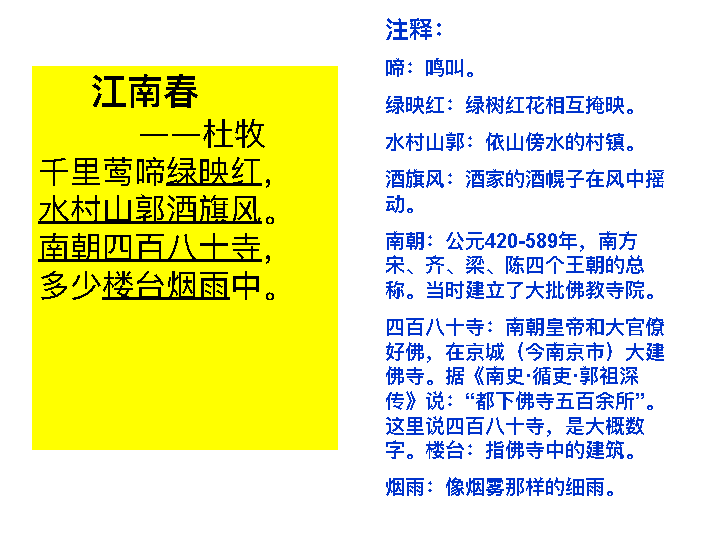 江南春
——杜牧
千里莺啼绿映红，
水村山郭酒旗风。
南朝四百八十寺，
多少楼台烟雨中。
注释：
啼：鸣叫。
绿映红：绿树红花相互掩映。
水村山郭：依山傍水的村镇。
酒旗风：酒家的酒幌子在风中摇
动。
南朝：公元420-589年，南方
宋、齐、梁、陈四个王朝的总
称。当时建立了大批佛教寺院。
四百八十寺：南朝皇帝和大官僚
好佛，在京城（今南京市）大建
佛寺。据《南史·循吏·郭祖深
传》说：“都下佛寺五百余所”。
这里说四百八十寺，是大概数
字。楼台：指佛寺中的建筑。
烟雨：像烟雾那样的细雨。